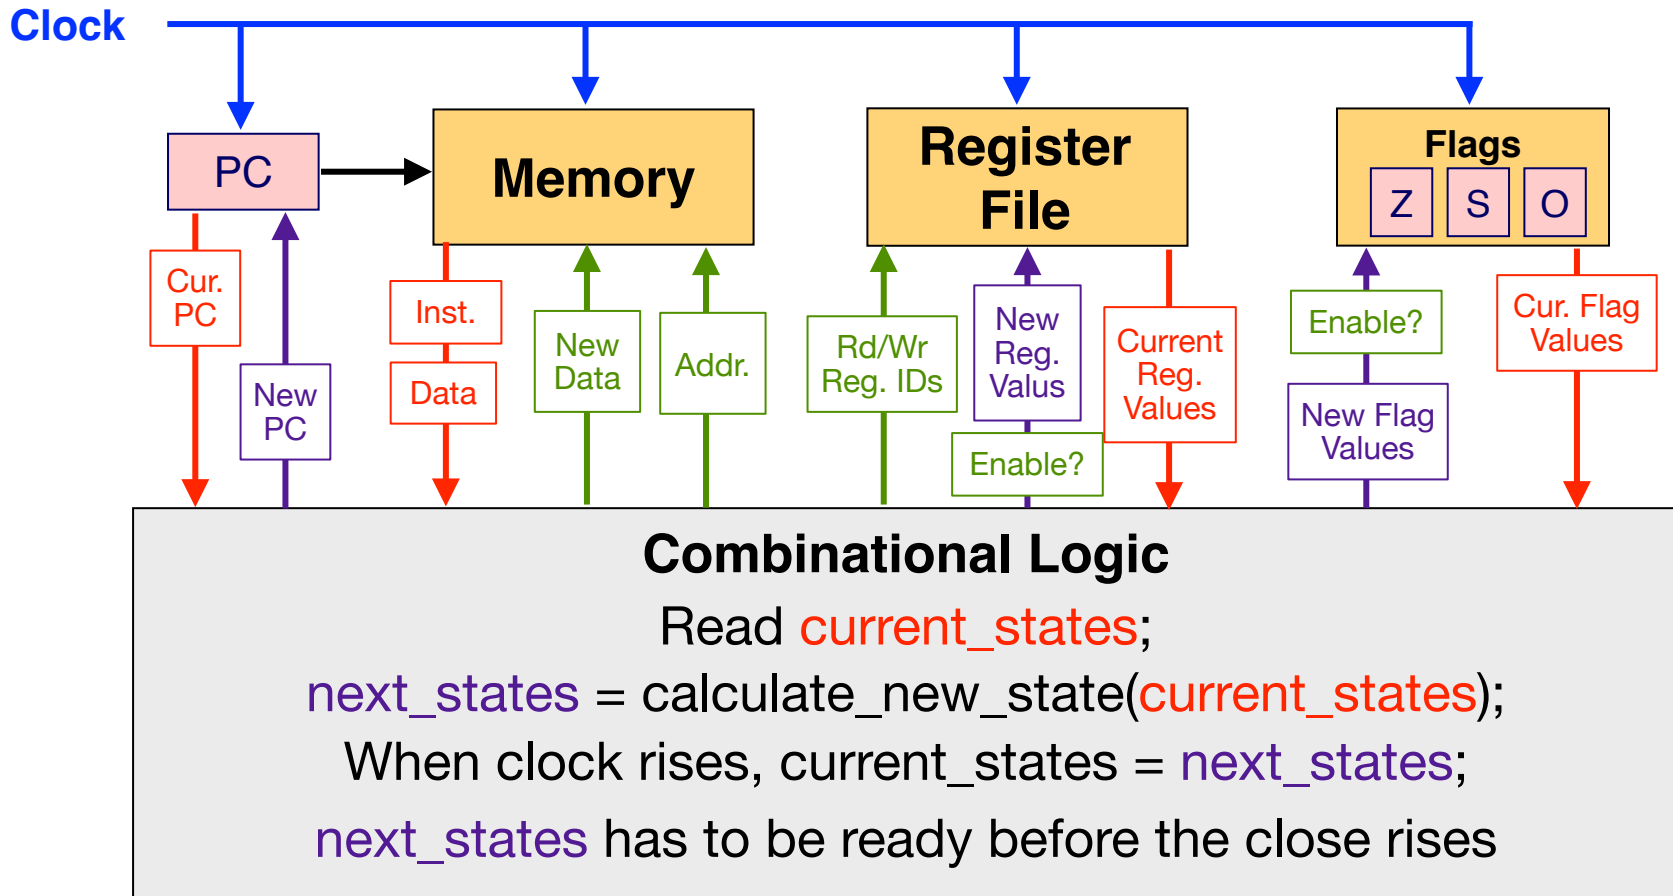 Clock
PC
Memory
Register
File
Flags
Z S O
Cur.
PC
New
PC
Inst.
Data
New
Data
Addr.
Rd/Wr
Reg. IDs
New
Reg.
Valus
Enable?
Current
Reg.
Values
Enable?
New Flag
Values
Cur. Flag
Values
Combinational Logic
Read current_states;
next_states = calculate_new_state(current_states);
When clock rises, current_states = next_states;
next_states has to be ready before the close rises